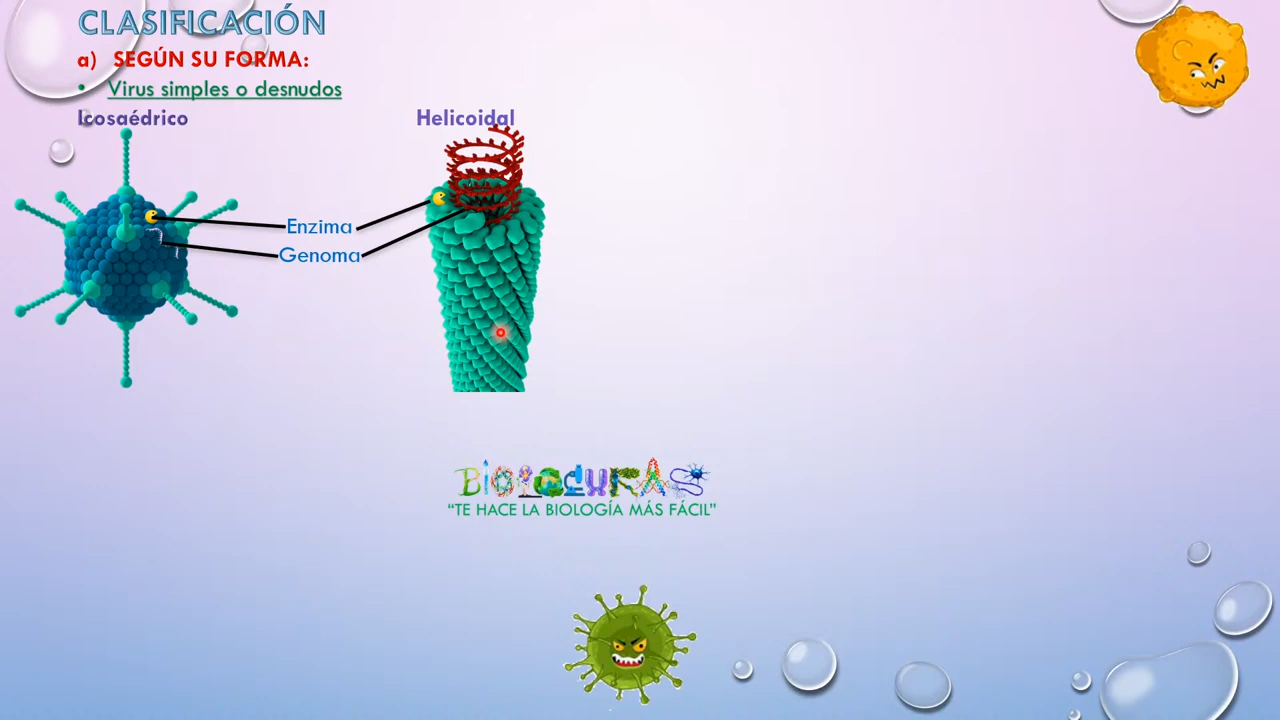 CLASIFICACIÓN
a) SEGÚN SU FORMA:
• Virus simples o desnudos
Icosaédrico
Helicoidal
Enzima
Genoma
BIOLOCURAS
“TE HACE LA BIOLOGÍA MÁS FÁCIL”